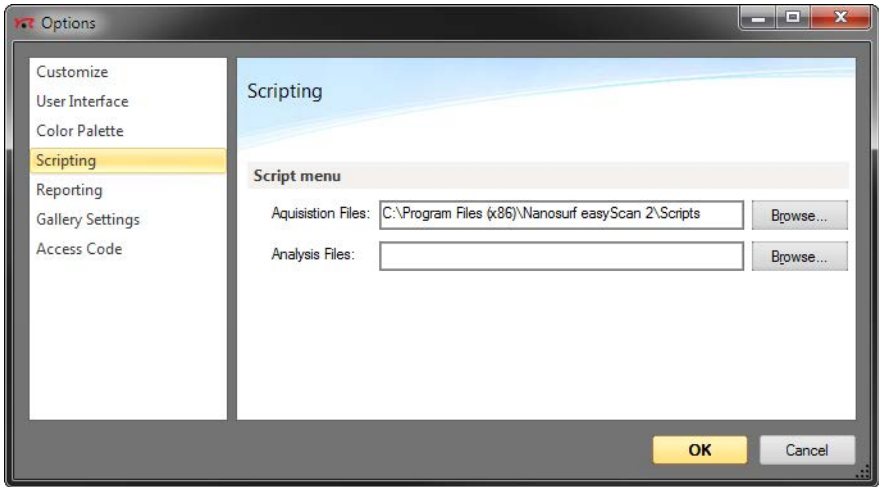 Options
Customize
User Interface
Color Palette
Scripting
Reporting
Gallery Settings
Access Code
Scripting
Script menu
Aquisistion Files: C:\Program Files (x86)\Nanosurf easyScan 2\Scripts Browse...
Analysis Files: Browse...
OK Cancel